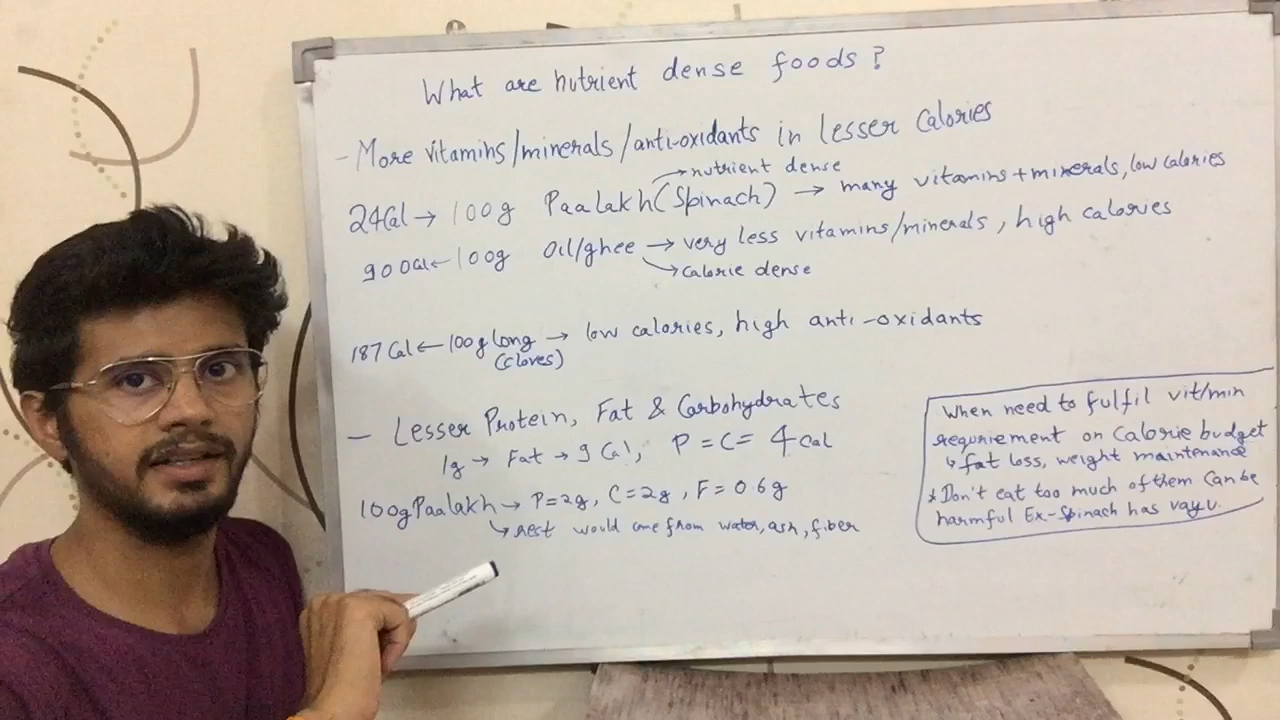 What are nutrient dense foods?
- More vitamins/minerals/anti-oxidants in lesser calories
→ nutrient dense
24Cal → 100g Paalakh (Spinach) → many vitamins + minerals, low calories
900Cal ← 100g Oil/ghee → very less vitamins/minerals, high calories
→ Calorie dense
187 Cal ← 100g long → low calories, high anti-oxidants
(cloves)
- Lesser Protein, Fat & Carbohydrates
1g → Fat → 9 Cal, P = C = 4 Cal
100g Paalakh → P=2g, C=2g, F=0.6g
↳ rest would come from water, ash, fiber
When need to fulfil vit/min
requriement on Calorie budget
↳ fat loss, weight maintenance
* Don't eat too much of them Can be
harmful Ex- Spinach has vayu.